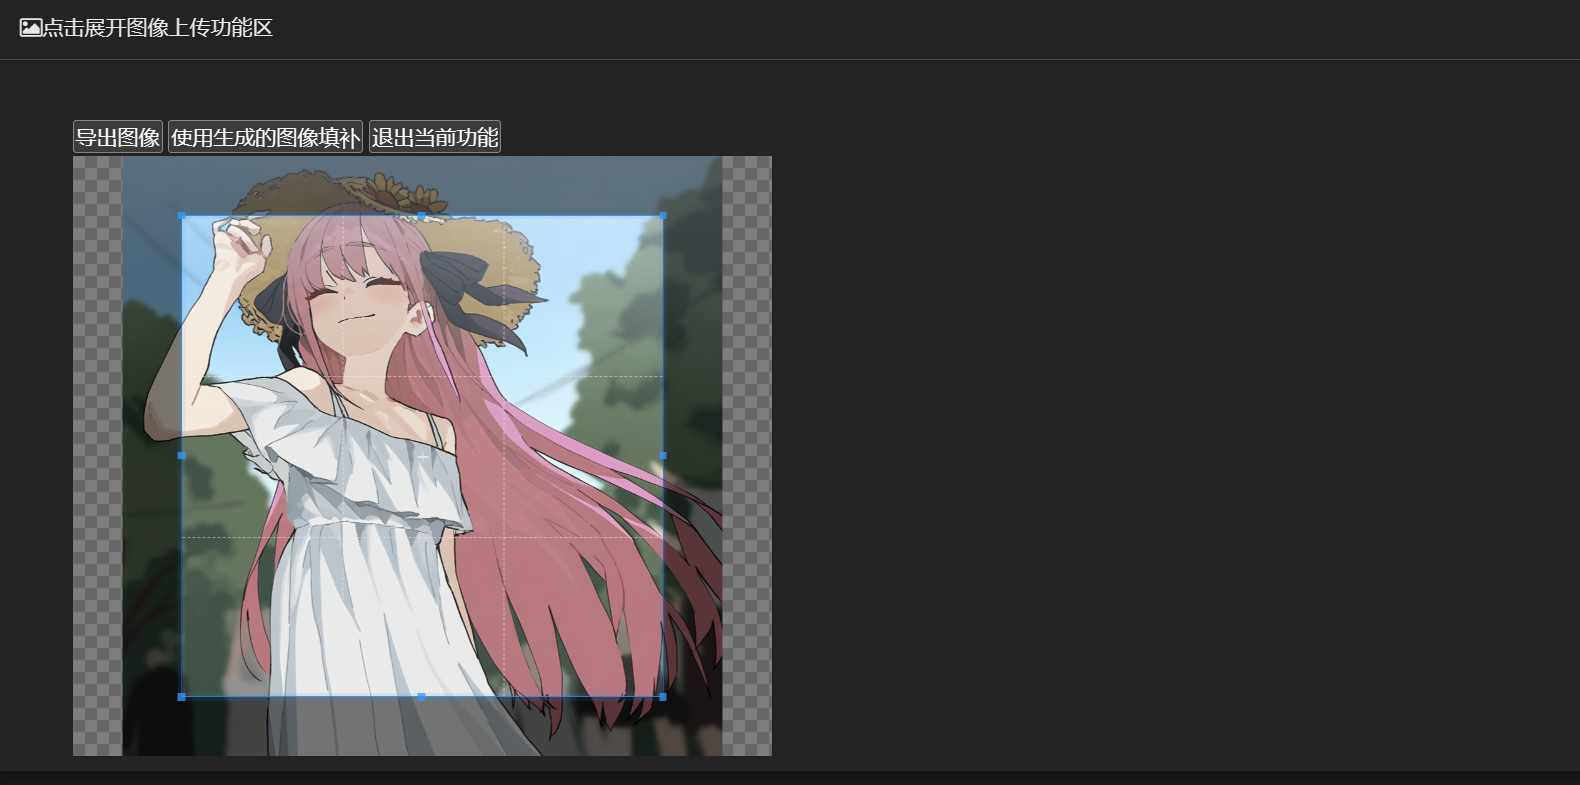 点击展开图像上传功能区
导出图像 使用生成的图像填补 退出当前功能